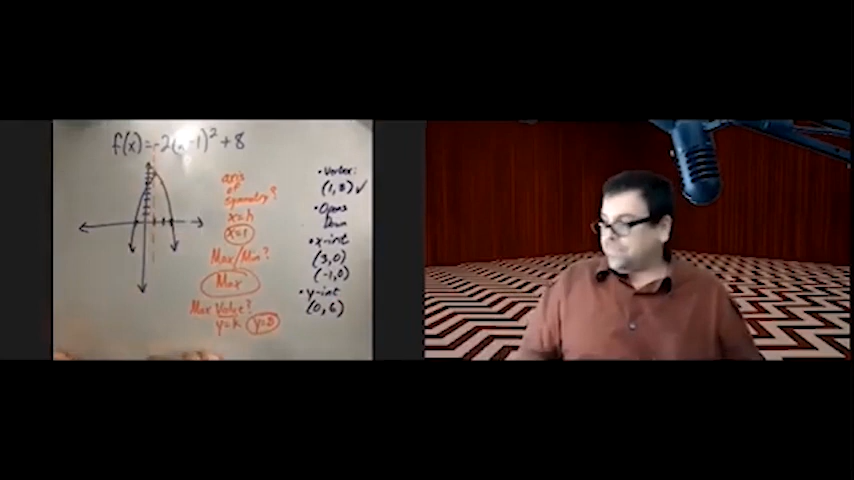 f(x)=-2(x-1)² + 8
axis
of
symmetry?
x=h
x=1
Max/Min?
Max
Max Value?
y=k y=8
• Vertex:
(1,8) ✓
• Opens
Down
• x-int
(3,0)
(-1,0)
• y-int
(0,6)